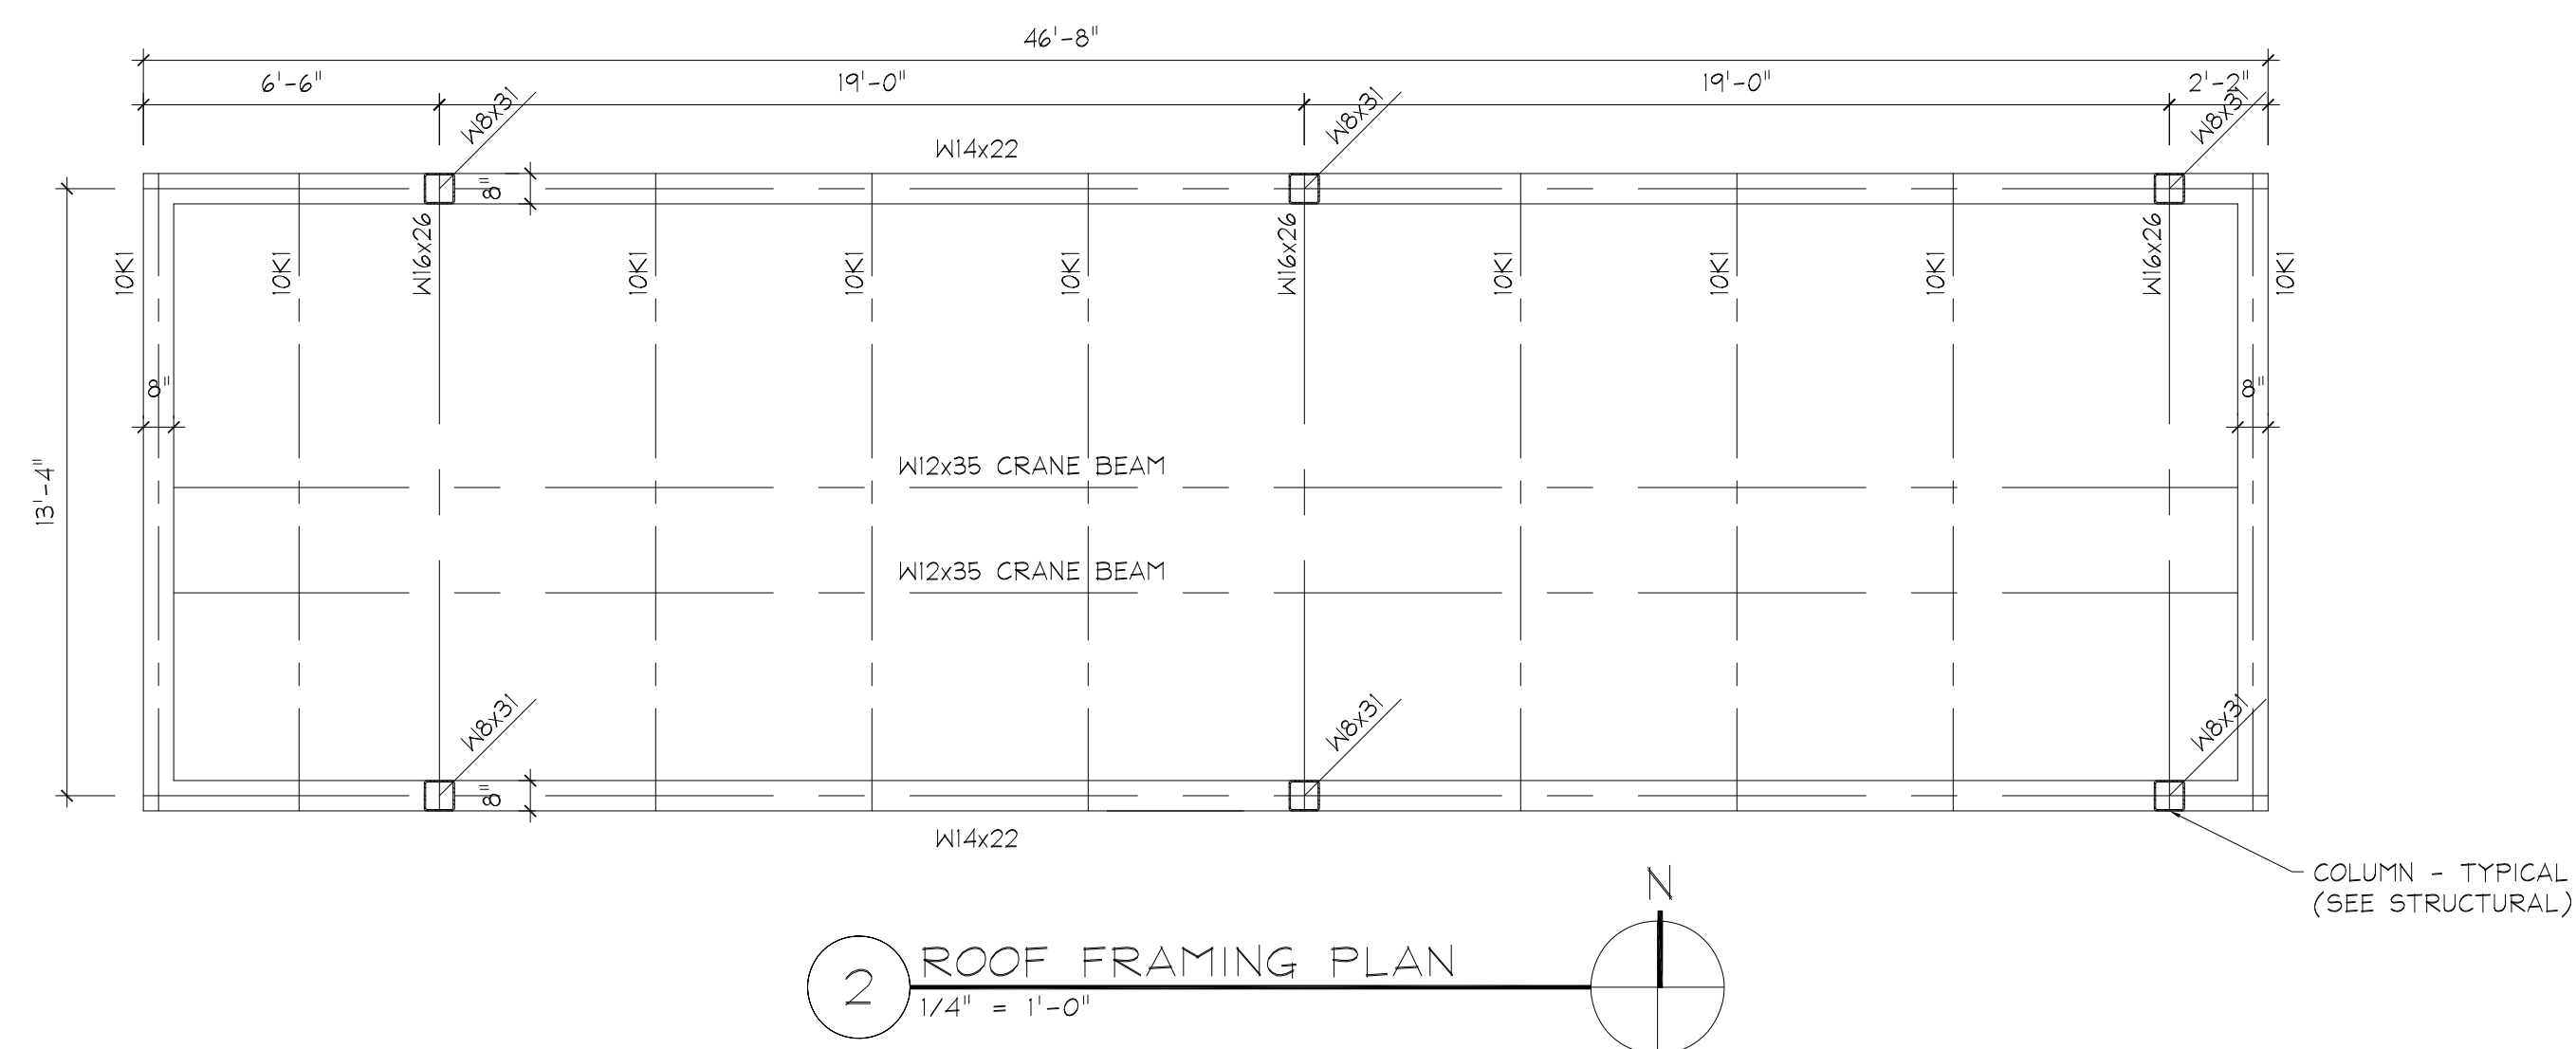 46'-8"
6'-6"
19'-0"
19'-0"
2'-2"
W8x31
W8x31
W8x31
W14x22
8"
10K1
10K1
W16x26
10K1
10K1
10K1
W16x26
10K1
10K1
10K1
W16x26
10K1
8"
8"
13'-4"
W12x35 CRANE BEAM
W12x35 CRANE BEAM
W8x31
W8x31
W8x31
8"
W14x22
COLUMN - TYPICAL
(SEE STRUCTURAL)
N
2
ROOF FRAMING PLAN
1/4" = 1'-0"